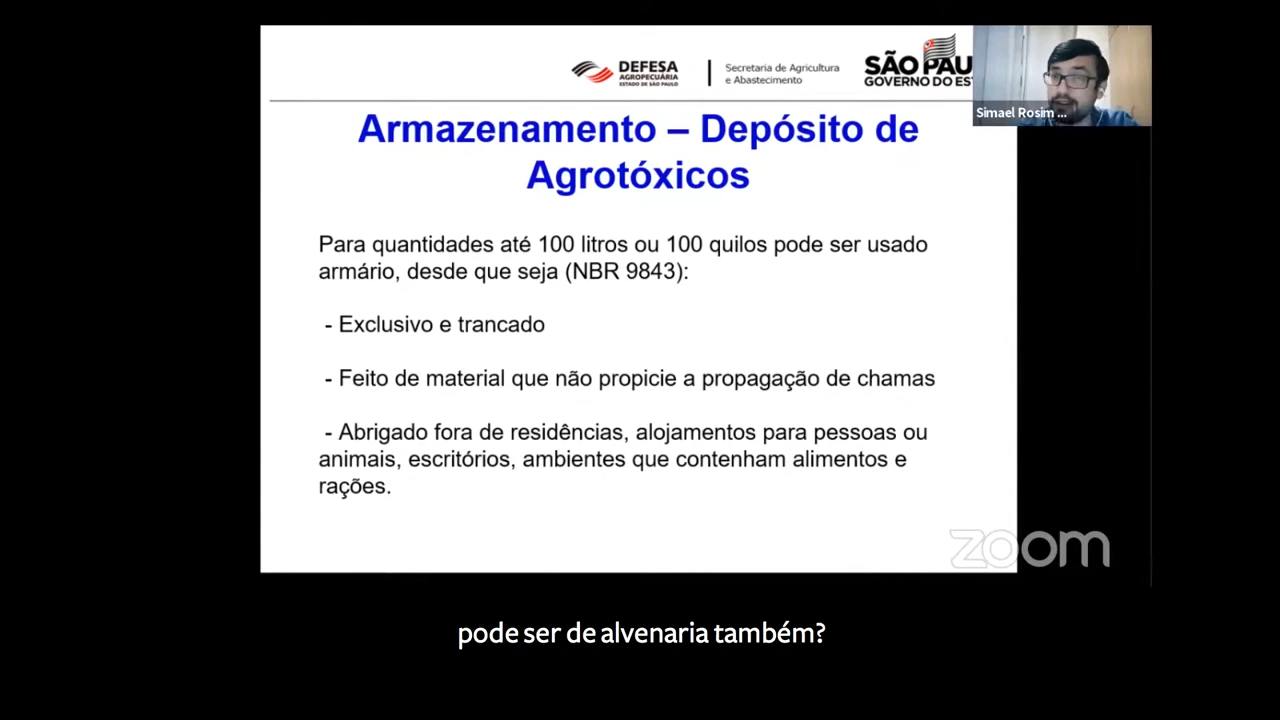 DEFESA
AGROPECUÁRIA
ESTADO DE SÃO PAULO
Secretaria de Agricultura
e Abastecimento
SÃO PAU
GOVERNO DO ES
Simael Rosim ...
Armazenamento – Depósito de
Agrotóxicos
Para quantidades até 100 litros ou 100 quilos pode ser usado
armário, desde que seja (NBR 9843):
- Exclusivo e trancado
- Feito de material que não propicie a propagação de chamas
- Abrigado fora de residências, alojamentos para pessoas ou
animais, escritórios, ambientes que contenham alimentos e
rações.
zoom
pode ser de alvenaria também?